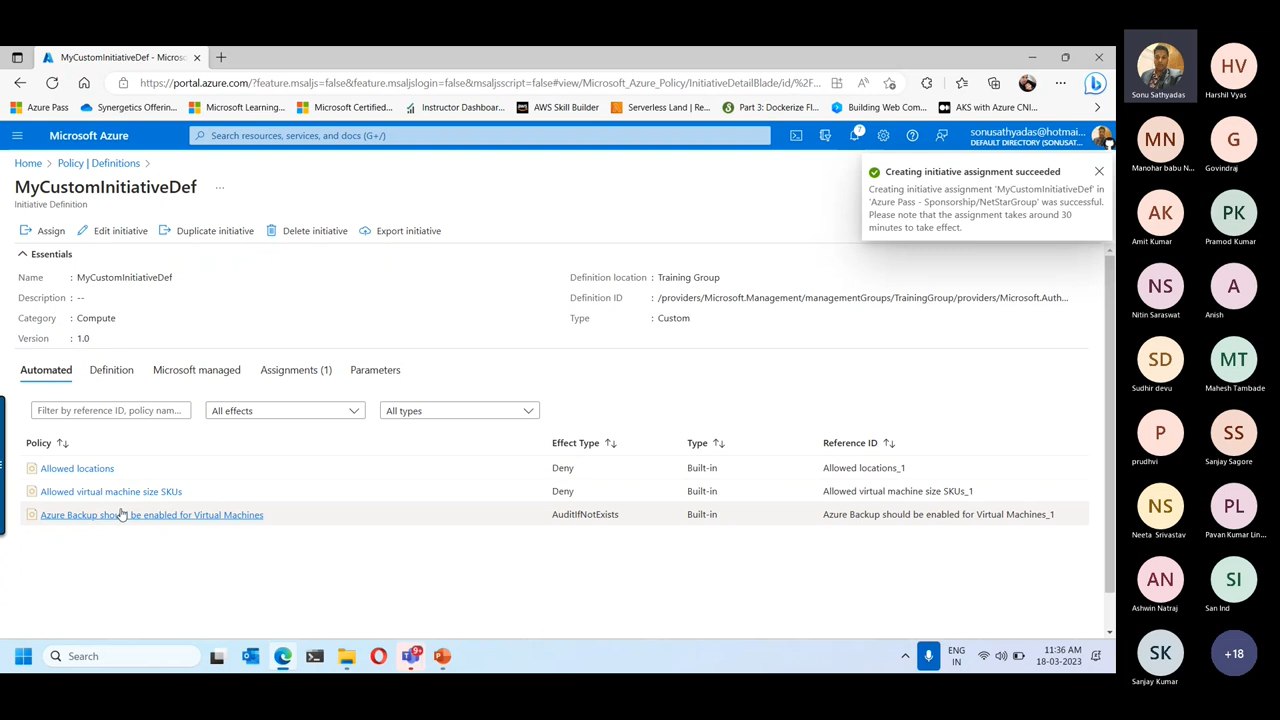 MyCustomInitiativeDef - Micros
https://portal.azure.com/?feature.msaljs=false&feature.msaljslogin=false&msaljsscript=false#view/Microsoft_Azure_Policy/InitiativeDetailBlade/id/%2F...
Azure Pass
Synergetics Offerin...
Microsoft Learning...
Microsoft Certified...
Instructor Dashboar...
AWS Skill Builder
Serverless Land | Re...
Part 3: Dockerize Fl...
Building Web Com...
AKS with Azure CNI...
Microsoft Azure
Search resources, services, and docs (G+/)
7
sonusathyadas@hotmai...
DEFAULT DIRECTORY (SONUSAT...
Home
Policy | Definitions
MyCustomInitiativeDef
...
Initiative Definition
Creating initiative assignment succeeded
Creating initiative assignment 'MyCustomInitiativeDef' in
'Azure Pass - Sponsorship/NetStarGroup' was successful.
Please note that the assignment takes around 30
minutes to take effect.
Assign
Edit initiative
Duplicate initiative
Delete initiative
Export initiative
Essentials
Name : MyCustomInitiativeDef
Description : --
Category : Compute
Version : 1.0
Definition location : Training Group
Definition ID : /providers/Microsoft.Management/managementGroups/TrainingGroup/providers/Microsoft.Auth...
Type : Custom
Automated
Definition
Microsoft managed
Assignments (1)
Parameters
Filter by reference ID, policy nam...
All effects
All types
Policy Effect Type Type Reference ID
Allowed locations Deny Built-in Allowed locations_1
Allowed virtual machine size SKUs Deny Built-in Allowed virtual machine size SKUs_1
Azure Backup should be enabled for Virtual Machines AuditIfNotExists Built-in Azure Backup should be enabled for Virtual Machines_1
Search
9+
ENG
IN
11:36 AM
18-03-2023
Sonu Sathyadas
HV
Harshil Vyas
MN
Manohar babu N...
G
Govindraj
AK
Amit Kumar
PK
Pramod Kumar
NS
Nitin Saraswat
A
Anish
SD
Sudhir devu
MT
Mahesh Tambade
P
prudhvi
SS
Sanjay Sagore
NS
Neeta Srivastav
PL
Pavan Kumar Lin...
AN
Ashwin Natraj
SI
San Ind
SK
Sanjay Kumar
+18